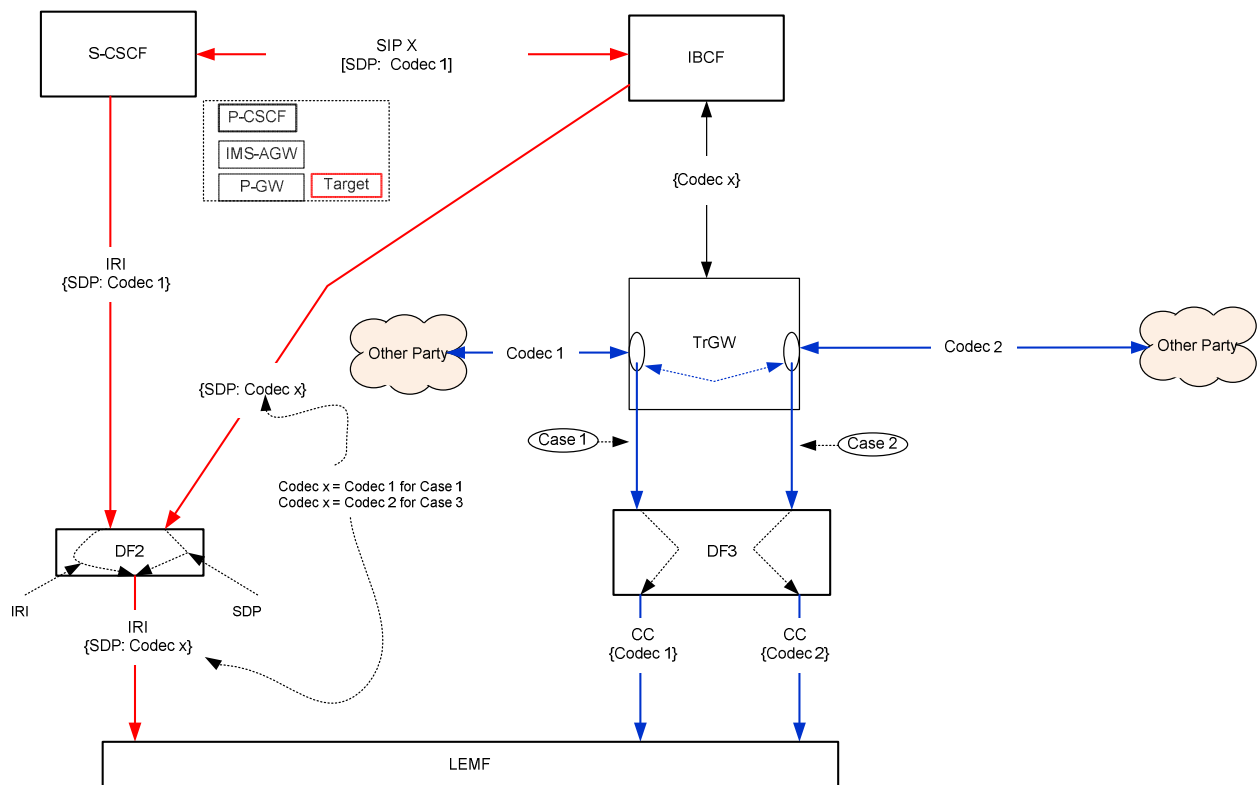 S-CSCF
SIP X
[SDP: Codec 1]
IBCF
P-CSCF
IMS-AGW
P-GW
Target
{Codec x}
IRI
{SDP: Codec 1}
Other Party
Codec 1
TrGW
Codec 2
Other Party
{SDP: Codec x}
Case 1
Case 2
Codec x = Codec 1 for Case 1
Codec x = Codec 2 for Case 3
DF2
DF3
IRI
SDP
IRI
{SDP: Codec x}
CC
{Codec 1}
CC
{Codec 2}
LEMF